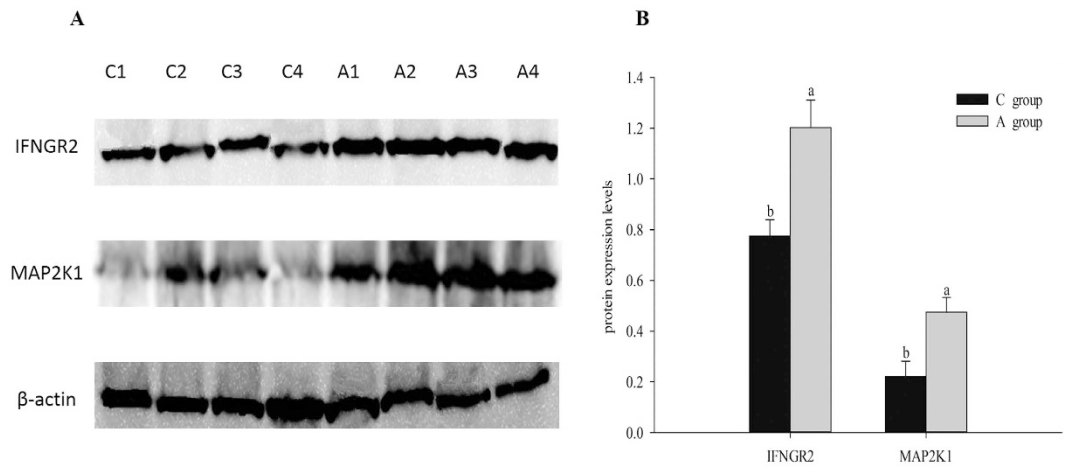 A
C1 C2 C3 C4 A1 A2 A3 A4
IFNGR2
MAP2K1
β-actin
B
1.4
1.2
1.0
0.8
0.6
0.4
0.2
0.0
protein expression levels
C group
A group
b
a
b
a
IFNGR2
MAP2K1